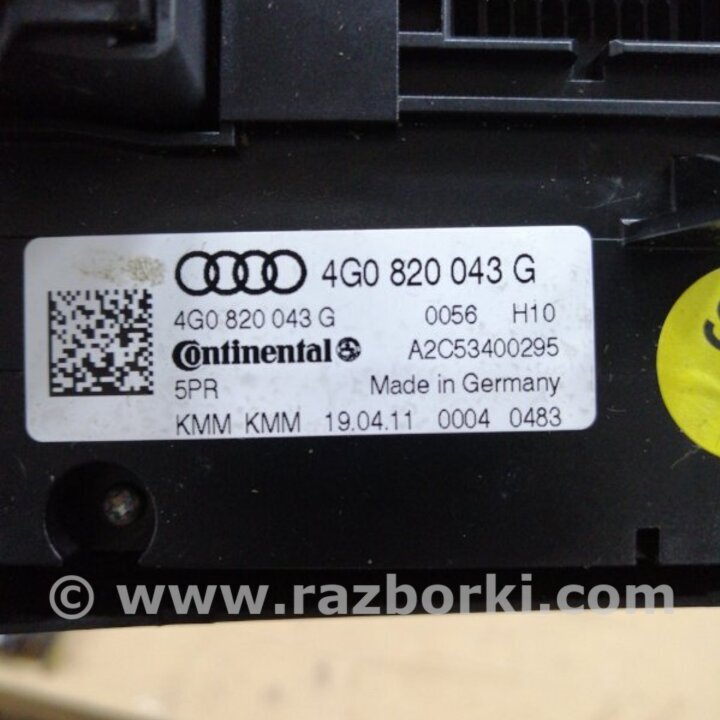 4G0 820 043 G
4G0 820 043 G 0056 H10
Continental A2C53400295
5PR Made in Germany
KMM KMM 19.04.11 0004 0483
© www.razborki.com